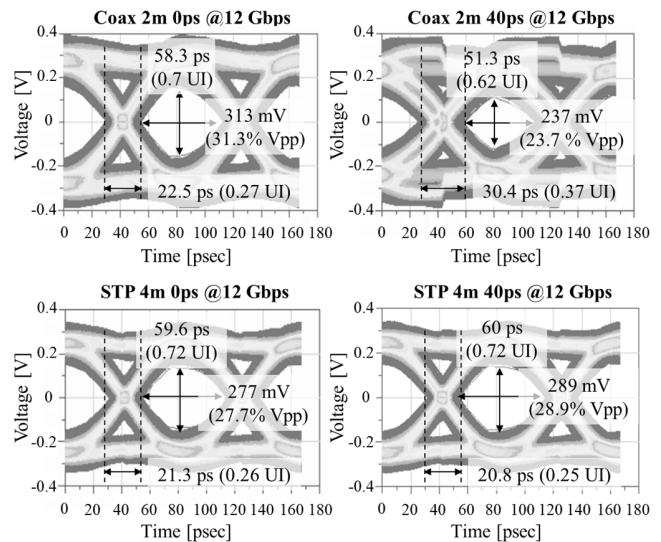 Coax 2m 0ps @12 Gbps
Voltage [V]
0.4
0.2
0
-0.2
-0.4
58.3 ps
(0.7 UI)
313 mV
(31.3% Vpp)
22.5 ps (0.27 UI)
0 20 40 60 80 100 120 140 160 180
Time [psec]
Coax 2m 40ps @12 Gbps
Voltage [V]
0.4
0.2
0
-0.2
-0.4
51.3 ps
(0.62 UI)
237 mV
(23.7 % Vpp)
30.4 ps (0.37 UI)
0 20 40 60 80 100 120 140 160 180
Time [psec]
STP 4m 0ps @12 Gbps
Voltage [V]
0.4
0.2
0
-0.2
-0.4
59.6 ps
(0.72 UI)
277 mV
(27.7% Vpp)
21.3 ps (0.26 UI)
0 20 40 60 80 100 120 140 160 180
Time [psec]
STP 4m 40ps @12 Gbps
Voltage [V]
0.4
0.2
0
-0.2
-0.4
60 ps
(0.72 UI)
289 mV
(28.9% Vpp)
20.8 ps (0.25 UI)
0 20 40 60 80 100 120 140 160 180
Time [psec]